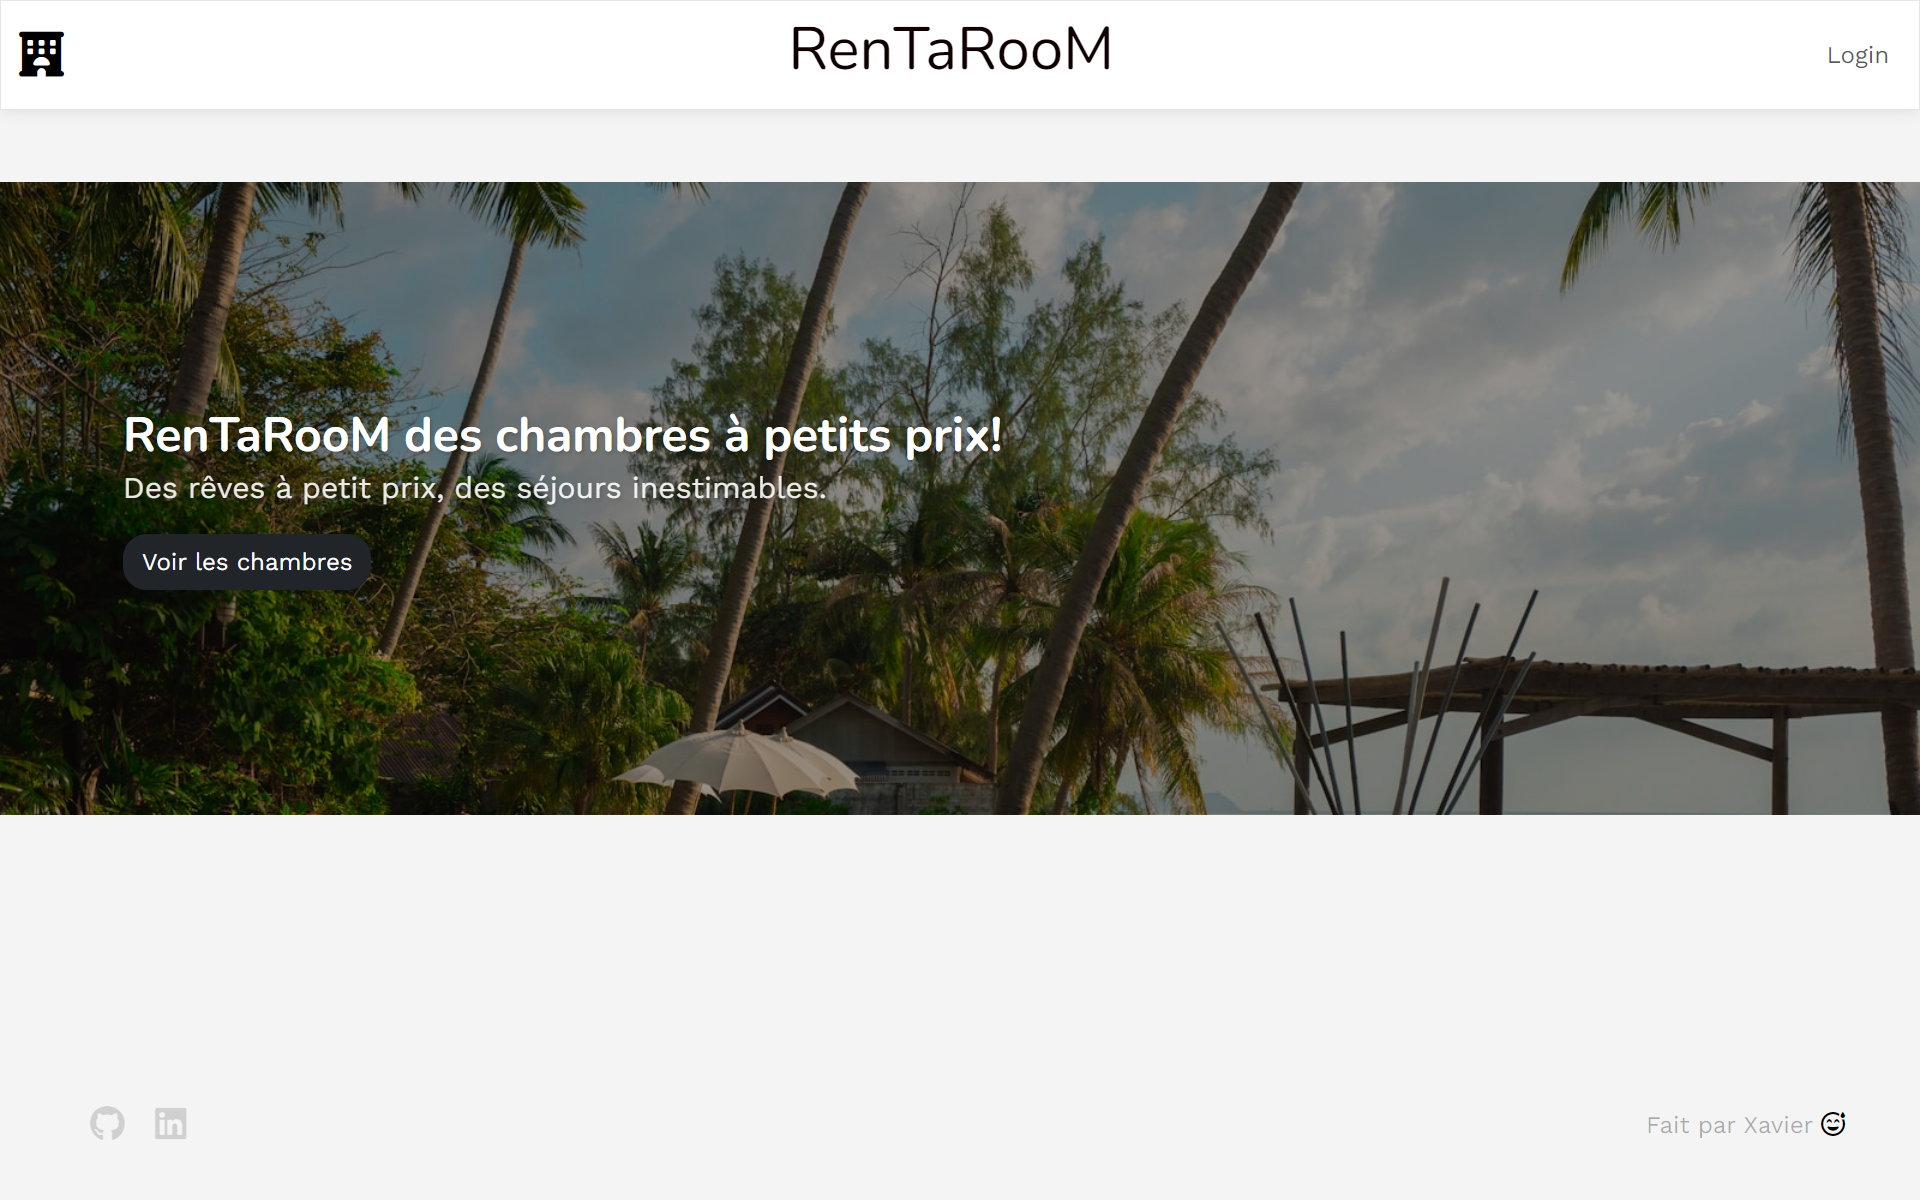 RenTaRooM
Login
RenTaRooM des chambres à petits prix!
Des rêves à petit prix, des séjours inestimables.
Voir les chambres
Fait par Xavier